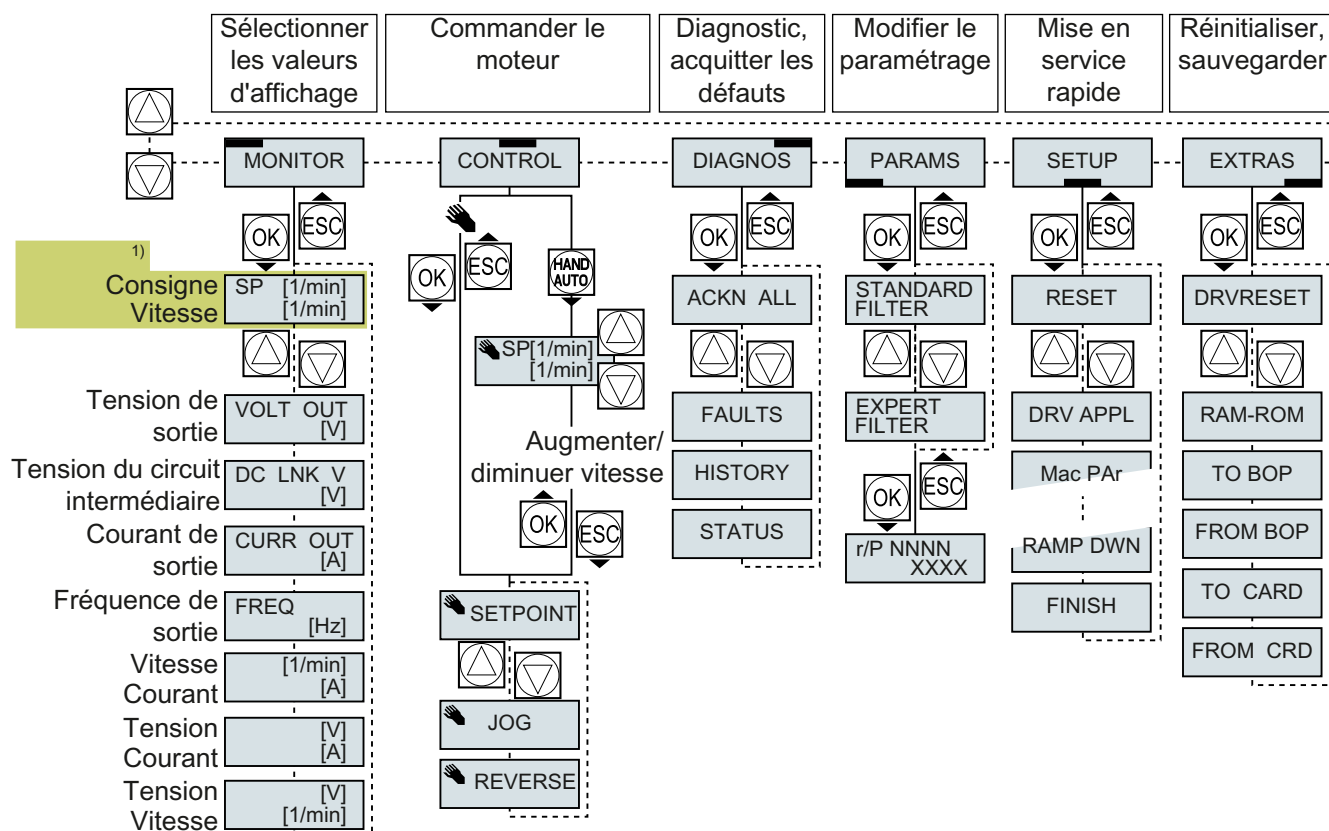 Sélectionner
les valeurs
d'affichage
Commander le
moteur
Diagnostic,
acquitter les
défauts
Modifier le
paramétrage
Mise en
service
rapide
Réinitialiser,
sauvegarder
MONITOR
CONTROL
DIAGNOS
PARAMS
SETUP
EXTRAS
OK
ESC
1)
Consigne
Vitesse
SP [1/min]
[1/min]
Tension de
sortie
VOLT OUT
[V]
Tension du circuit
intermédiaire
DC LNK V
[V]
Courant de
sortie
CURR OUT
[A]
Fréquence de
sortie
FREQ
[Hz]
Vitesse
Courant
[1/min]
[A]
Tension
Courant
[V]
[A]
Tension
Vitesse
[V]
[1/min]
OK
ESC
HAND
AUTO
SP[1/min]
[1/min]
Augmenter/
diminuer vitesse
OK
ESC
SETPOINT
JOG
REVERSE
OK
ESC
ACKN ALL
FAULTS
HISTORY
STATUS
OK
ESC
STANDARD
FILTER
EXPERT
FILTER
OK
ESC
r/P NNNN
XXXX
OK
ESC
RESET
DRV APPL
Mac PAr
RAMP DWN
FINISH
OK
ESC
DRVRESET
RAM-ROM
TO BOP
FROM BOP
TO CARD
FROM CRD